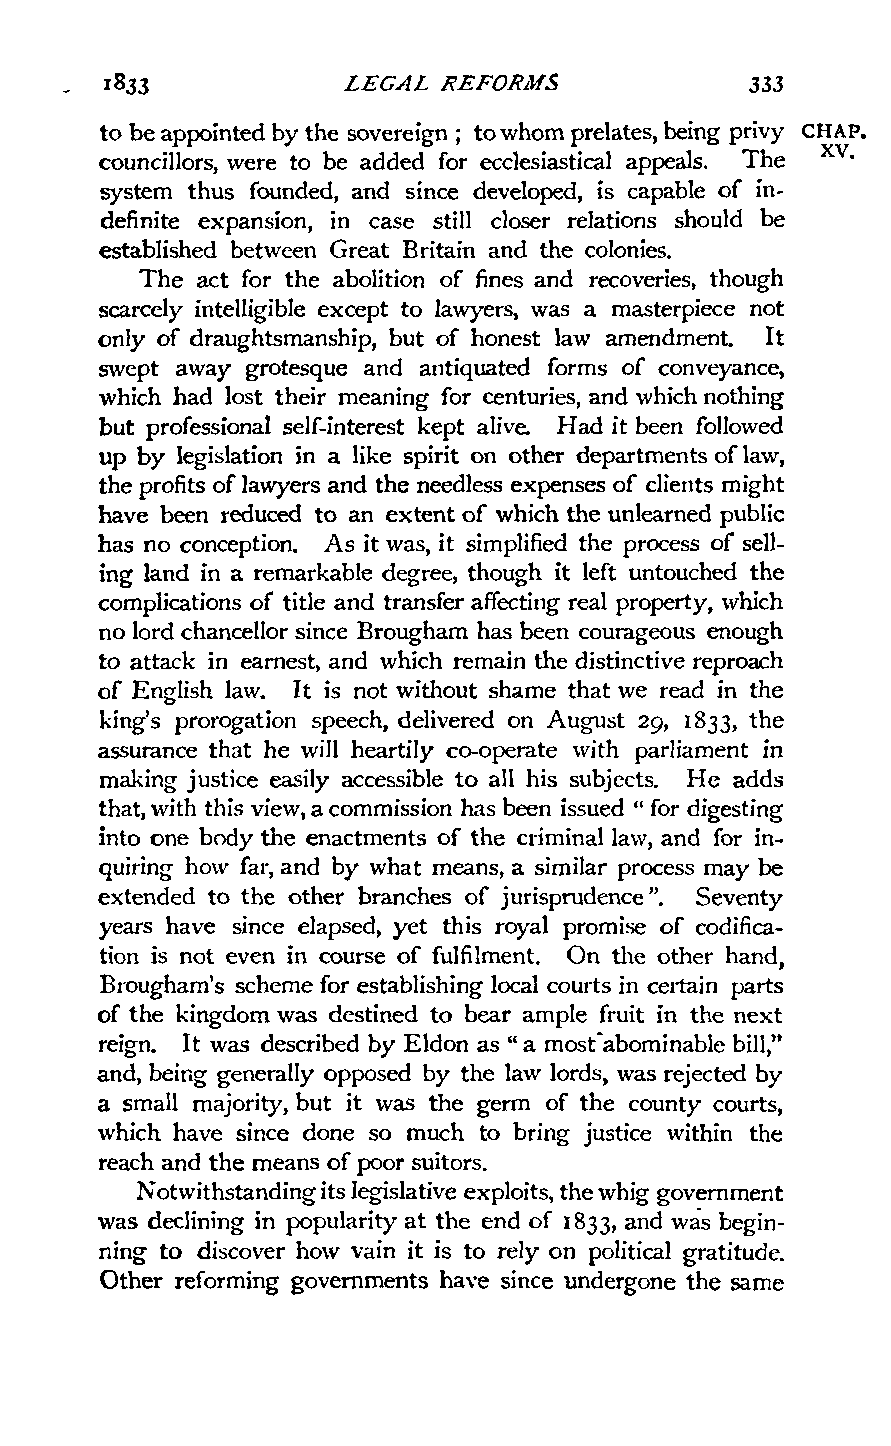 1833 LEGAL REFORMS 333
to be appointed by the sovereign ; to whom prelates, being privy CHAP.
councillors, were to be added for ecclesiastical appeals. The XV.
system thus founded, and since developed, is capable of in-
definite expansion, in case still closer relations should be
established between Great Britain and the colonies.
The act for the abolition of fines and recoveries, though
scarcely intelligible except to lawyers, was a masterpiece not
only of draughtsmanship, but of honest law amendment. It
swept away grotesque and antiquated forms of conveyance,
which had lost their meaning for centuries, and which nothing
but professional self-interest kept alive. Had it been followed
up by legislation in a like spirit on other departments of law,
the profits of lawyers and the needless expenses of clients might
have been reduced to an extent of which the unlearned public
has no conception. As it was, it simplified the process of sell-
ing land in a remarkable degree, though it left untouched the
complications of title and transfer affecting real property, which
no lord chancellor since Brougham has been courageous enough
to attack in earnest, and which remain the distinctive reproach
of English law. It is not without shame that we read in the
king's prorogation speech, delivered on August 29, 1833, the
assurance that he will heartily co-operate with parliament in
making justice easily accessible to all his subjects. He adds
that, with this view, a commission has been issued " for digesting
into one body the enactments of the criminal law, and for in-
quiring how far, and by what means, a similar process may be
extended to the other branches of jurisprudence ". Seventy
years have since elapsed, yet this royal promise of codifica-
tion is not even in course of fulfilment. On the other hand,
Brougham's scheme for establishing local courts in certain parts
of the kingdom was destined to bear ample fruit in the next
reign. It was described by Eldon as " a most abominable bill,"
and, being generally opposed by the law lords, was rejected by
a small majority, but it was the germ of the county courts,
which have since done so much to bring justice within the
reach and the means of poor suitors.
Notwithstanding its legislative exploits, the whig government
was declining in popularity at the end of 1833, and was begin-
ning to discover how vain it is to rely on political gratitude.
Other reforming governments have since undergone the same